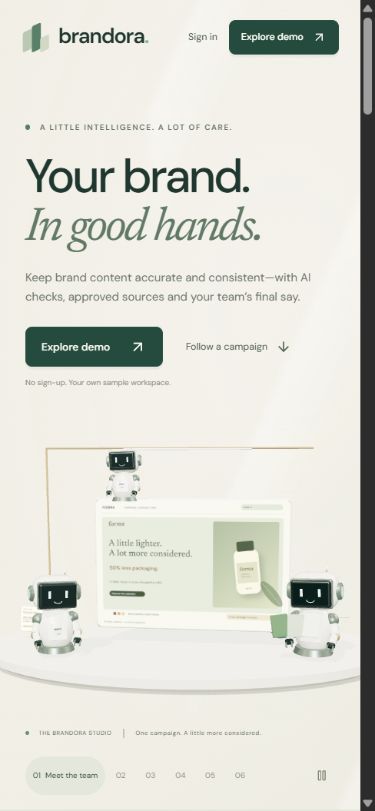 brandora.
Sign in
Explore demo
A LITTLE INTELLIGENCE. A LOT OF CARE.
Your brand.
In good hands.
Keep brand content accurate and consistent—with AI
checks, approved sources and your team's final say.
Explore demo
Follow a campaign
No sign-up. Your own sample workspace.
forma
A little lighter.
A lot more considered.
50% less packaging.
forma
THE BRANDORA STUDIO
One campaign. A little more considered.
01 Meet the team
02
03
04
05
06